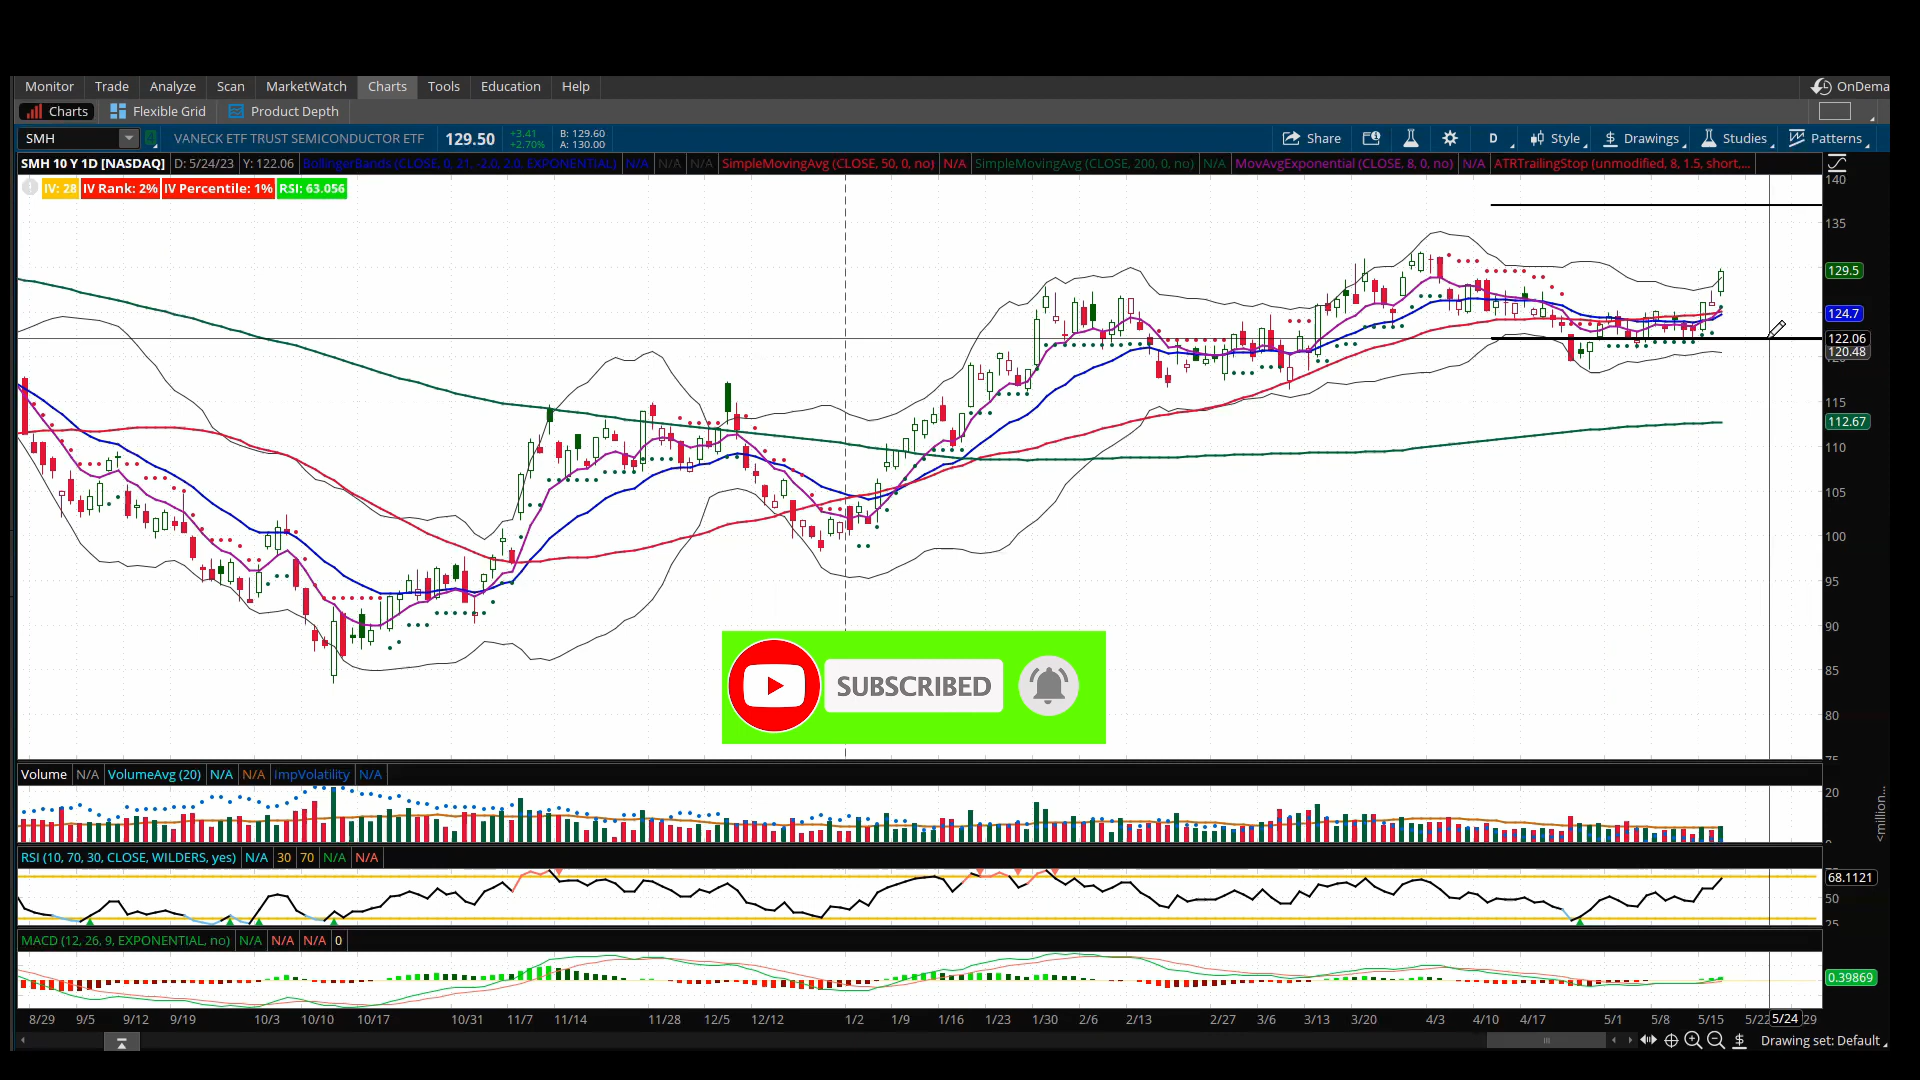 Monitor Trade Analyze Scan MarketWatch Charts Tools Education Help OnDema
Charts Flexible Grid Product Depth
SMH VANECK ETF TRUST SEMICONDUCTOR ETF 129.50 +3.41 B: 129.60 Share D Style Drawings Studies Patterns
+2.70% A: 130.00
SMH 10 Y 1D [NASDAQ] D: 5/24/23 Y: 122.06 BollingerBands (CLOSE, 0, 21, -2.0, 2.0, EXPONENTIAL) N/A N/A N/A SimpleMovingAvg (CLOSE, 50, 0, no) N/A SimpleMovingAvg (CLOSE, 200, 0, no) N/A MovAvgExponential (CLOSE, 8, 0, no) N/A ATRTrailingStop (unmodified, 8, 1.5, short,...
IV: 28 IV Rank: 2% IV Percentile: 1% RSI: 63.056
140
135
129.5
124.7
122.06
120.48
115
112.67
110
105
100
95
90
85
80
75
SUBSCRIBED
Volume N/A VolumeAvg (20) N/A N/A ImpVolatility N/A
20
<million...
RSI (10, 70, 30, CLOSE, WILDERS, yes) N/A 30 70 N/A N/A
68.1121
50
25
MACD (12, 26, 9, EXPONENTIAL, no) N/A N/A N/A 0
0.39869
8/29 9/5 9/12 9/19 10/3 10/10 10/17 10/31 11/7 11/14 11/28 12/5 12/12 1/2 1/9 1/16 1/23 1/30 2/6 2/13 2/27 3/6 3/13 3/20 4/3 4/10 4/17 5/1 5/8 5/15 5/22 5/24 29
Drawing set: Default